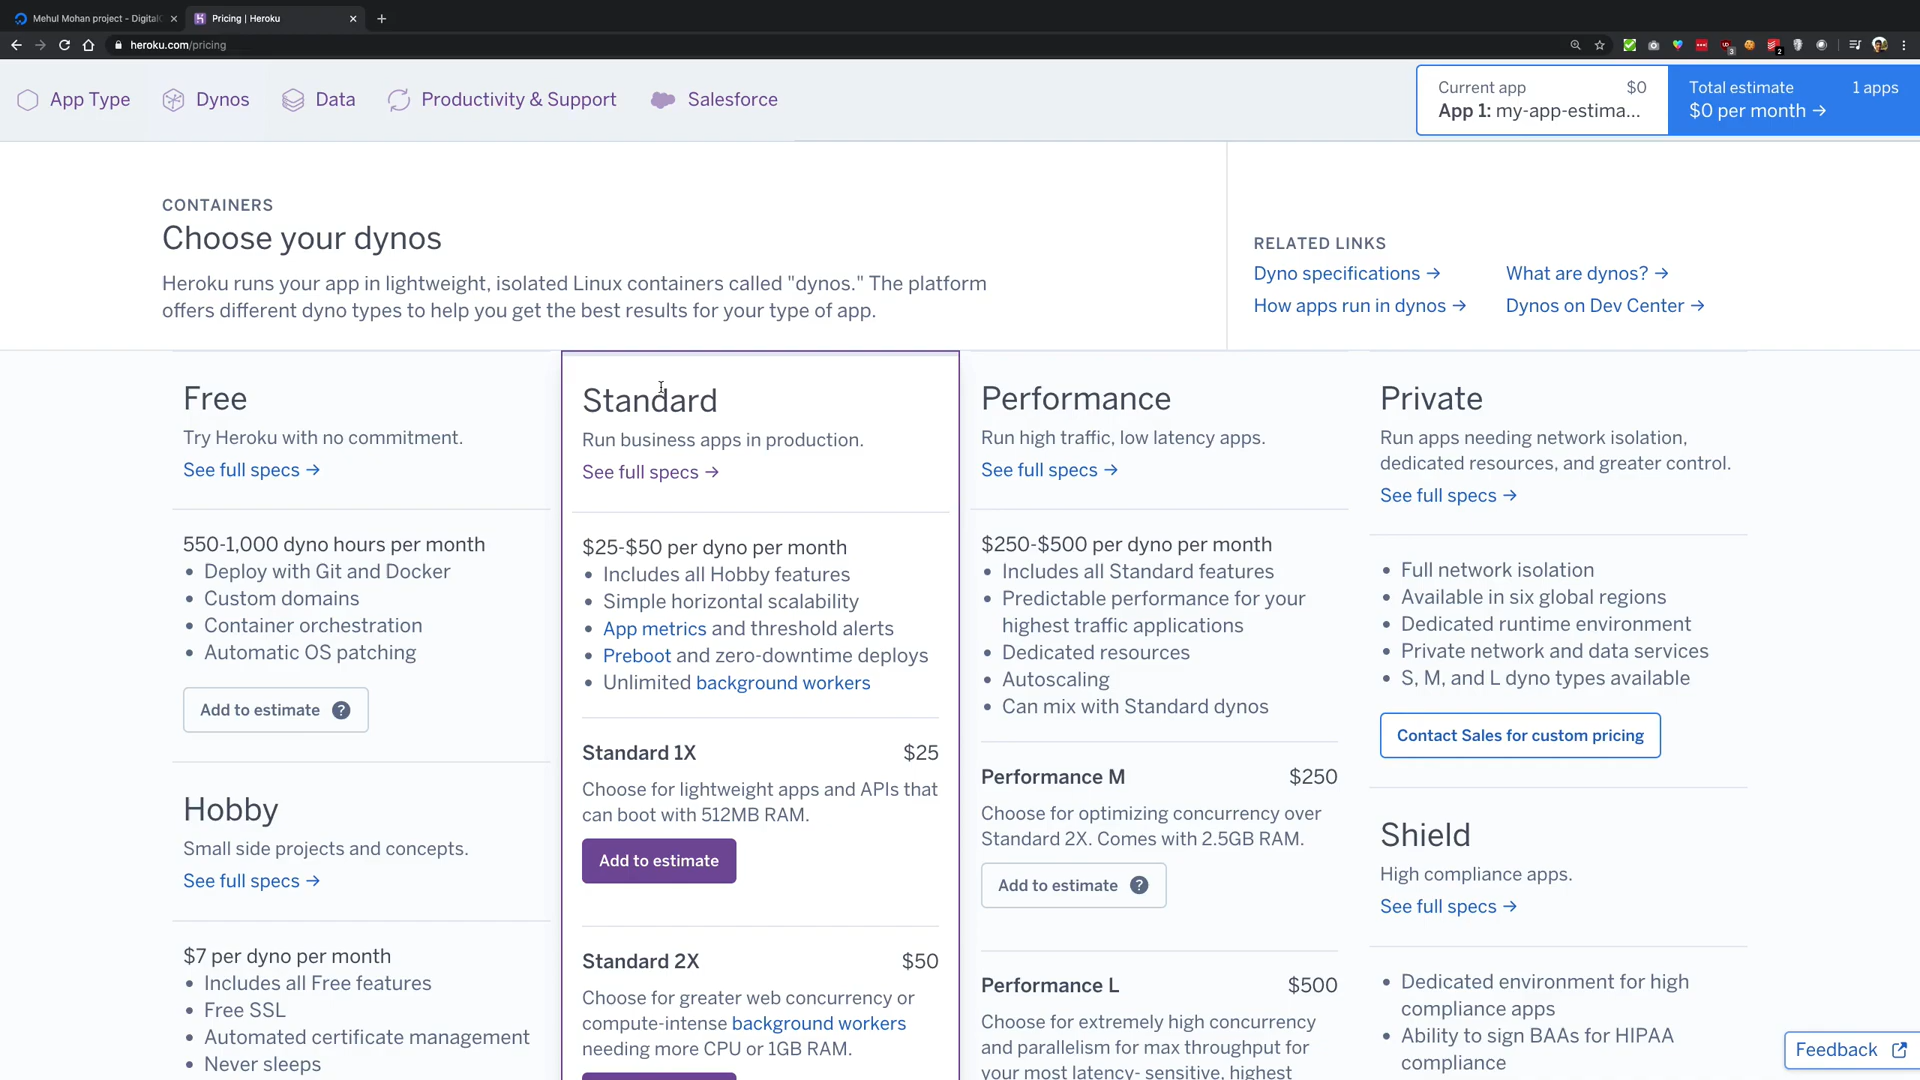 Mehul Mohan project - Digital
Pricing | Heroku
heroku.com/pricing
3
2
App Type
Dynos
Data
Productivity & Support
Salesforce
Current app $0
App 1: my-app-estima...
Total estimate 1 apps
$0 per month →
CONTAINERS
Choose your dynos
Heroku runs your app in lightweight, isolated Linux containers called "dynos." The platform
offers different dyno types to help you get the best results for your type of app.
RELATED LINKS
Dyno specifications → What are dynos? →
How apps run in dynos → Dynos on Dev Center →
Free
Try Heroku with no commitment.
See full specs →
550-1,000 dyno hours per month
• Deploy with Git and Docker
• Custom domains
• Container orchestration
• Automatic OS patching
Add to estimate ?
Hobby
Small side projects and concepts.
See full specs →
$7 per dyno per month
• Includes all Free features
• Free SSL
• Automated certificate management
• Never sleeps
Standard
Run business apps in production.
See full specs →
$25-$50 per dyno per month
• Includes all Hobby features
• Simple horizontal scalability
• App metrics and threshold alerts
• Preboot and zero-downtime deploys
• Unlimited background workers
Standard 1X $25
Choose for lightweight apps and APIs that
can boot with 512MB RAM.
Add to estimate
Standard 2X $50
Choose for greater web concurrency or
compute-intense background workers
needing more CPU or 1GB RAM.
Performance
Run high traffic, low latency apps.
See full specs →
$250-$500 per dyno per month
• Includes all Standard features
• Predictable performance for your
highest traffic applications
• Dedicated resources
• Autoscaling
• Can mix with Standard dynos
Performance M $250
Choose for optimizing concurrency over
Standard 2X. Comes with 2.5GB RAM.
Add to estimate ?
Performance L $500
Choose for extremely high concurrency
and parallelism for max throughput for
your most latency- sensitive, highest
Private
Run apps needing network isolation,
dedicated resources, and greater control.
See full specs →
• Full network isolation
• Available in six global regions
• Dedicated runtime environment
• Private network and data services
• S, M, and L dyno types available
Contact Sales for custom pricing
Shield
High compliance apps.
See full specs →
• Dedicated environment for high
compliance apps
• Ability to sign BAAs for HIPAA
compliance
Feedback